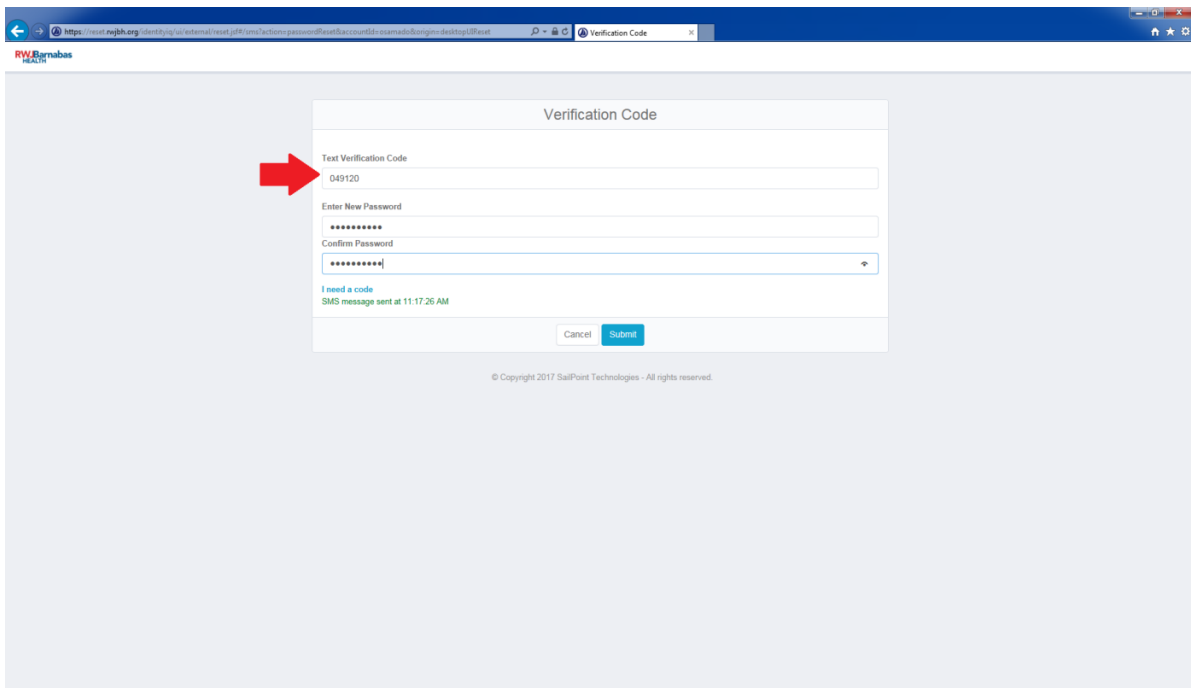 https://reset.rwjbh.org/identityiq/ui/external/reset.jsf#/sms?action=passwordReset&accountId=osamado&origin=desktopUIReset
Verification Code
RWJBarnabas
HEALTH
Verification Code
Text Verification Code
049120
Enter New Password
••••••••••
Confirm Password
••••••••••
I need a code
SMS message sent at 11:17:26 AM
Cancel Submit
© Copyright 2017 SailPoint Technologies - All rights reserved.